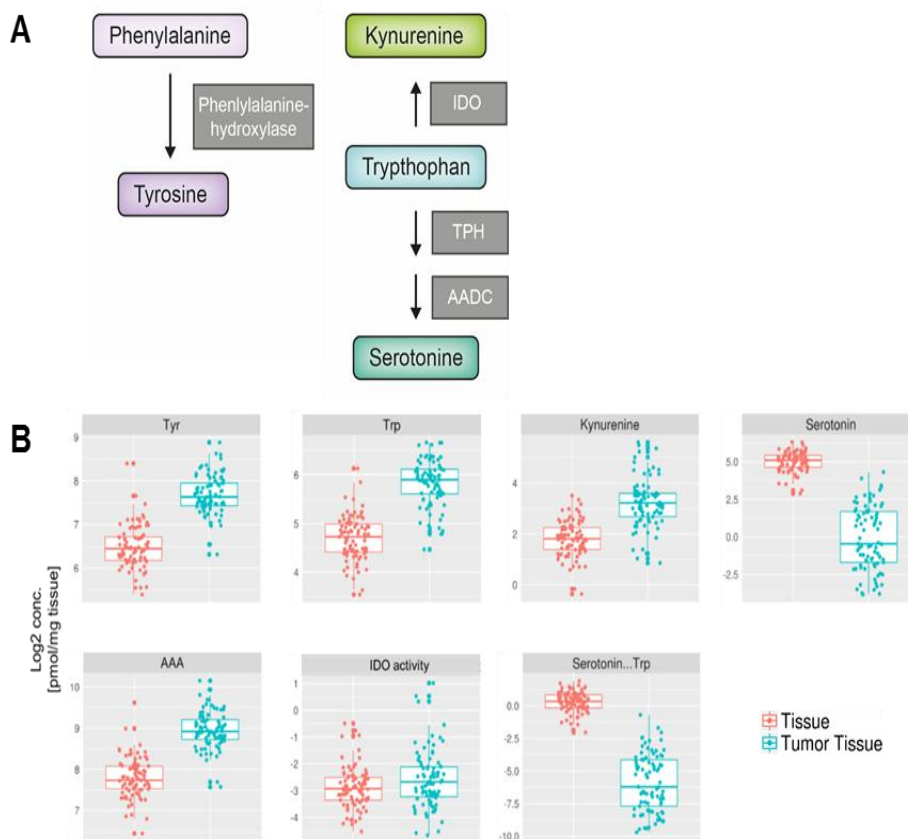 A
Phenylalanine
Kynurenine
Phenlylalanine-
hydroxylase
IDO
Tyrosine
Trypthophan
TPH
AADC
Serotonine
B
Tyr
Trp
Kynurenine
Serotonin
9
8
7
6
6
5
4
4
2
0
5.0
2.5
0.0
-2.5
Log2 conc.
[pmol/mg tissue]
AAA
IDO activity
Serotonin...Trp
10
9
8
7
1
0
-1
-2
-3
-4
0.0
-2.5
-5.0
-7.5
-10.0
Tissue
Tumor Tissue